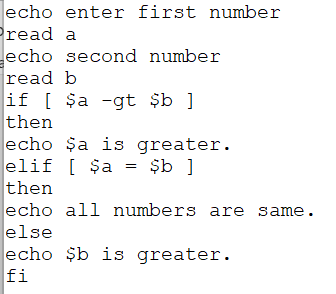 echo enter first number
read a
echo second number
read b
if [ $a -gt $b ]
then
echo $a is greater.
elif [ $a = $b ]
then
echo all numbers are same.
else
echo $b is greater.
fi